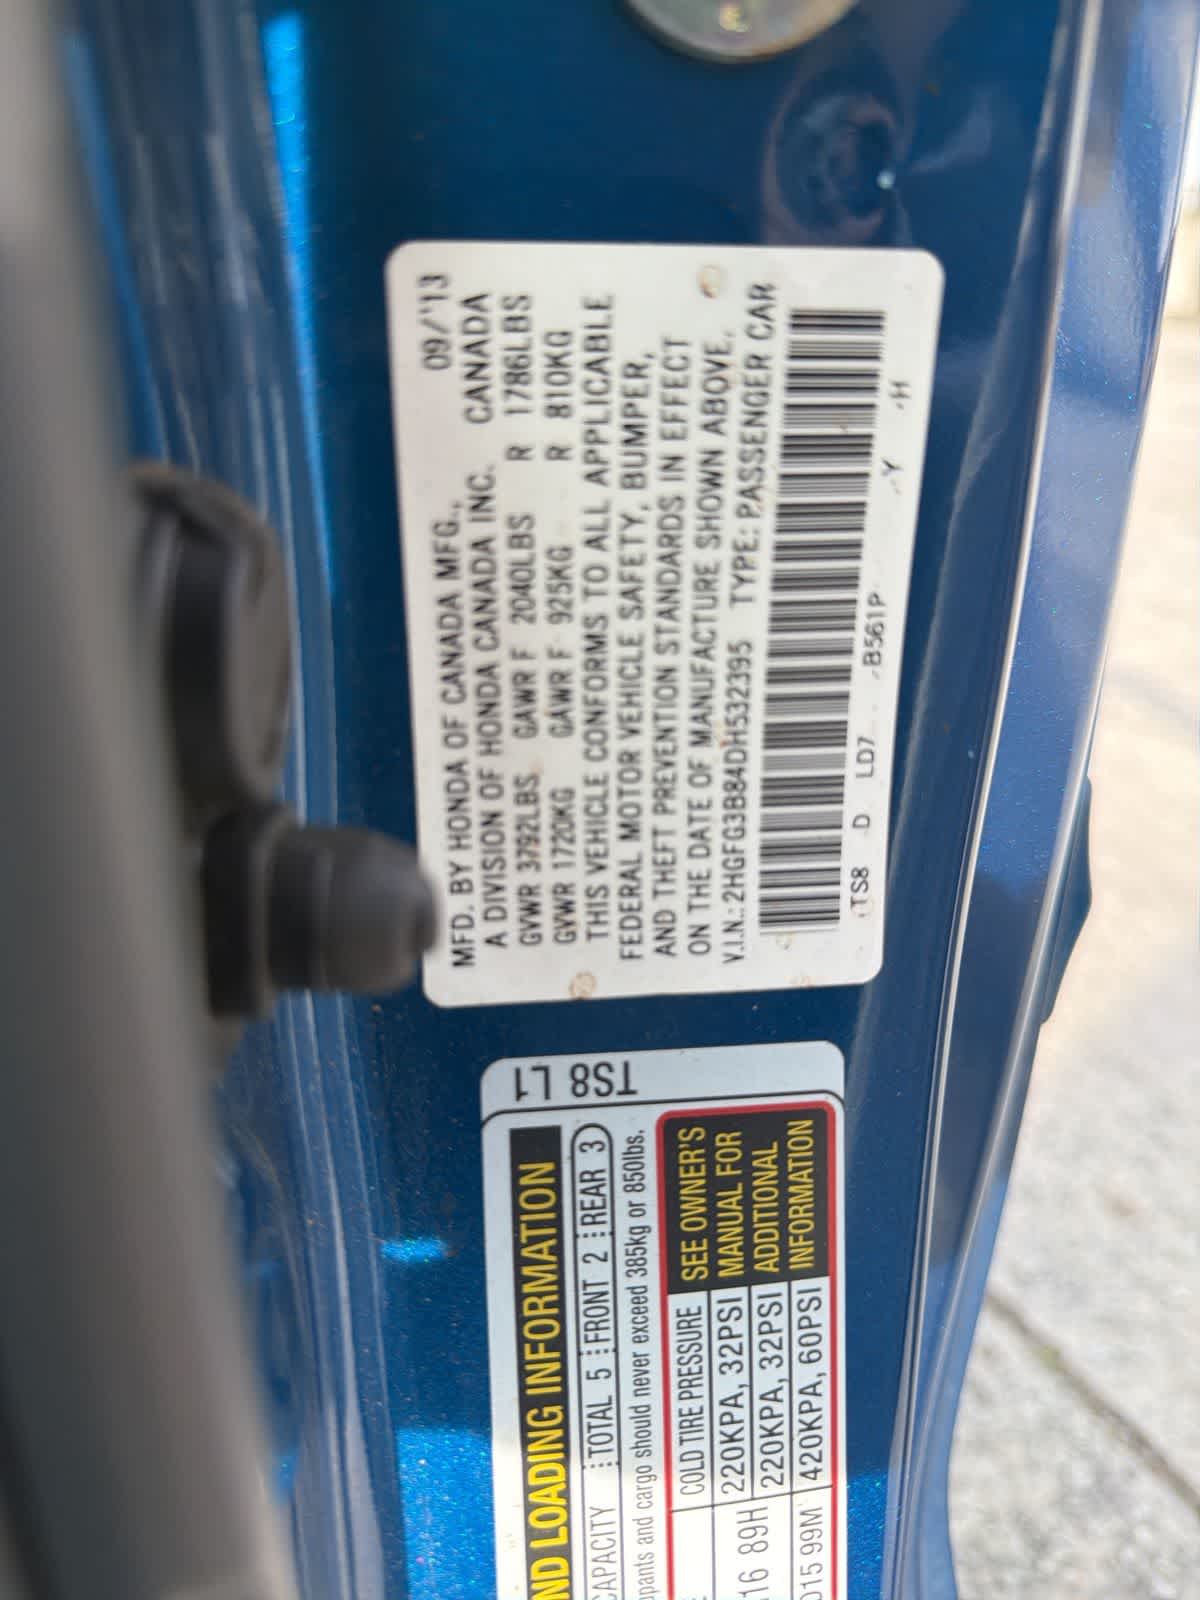 MFD. BY HONDA OF CANADA MFG., 09/'13
A DIVISION OF HONDA CANADA INC. CANADA
GVWR 3792LBS GAWR F 2040LBS R 1786LBS
GVWR 1720KG GAWR F 925KG R 810KG
THIS VEHICLE CONFORMS TO ALL APPLICABLE
FEDERAL MOTOR VEHICLE SAFETY, BUMPER,
AND THEFT PREVENTION STANDARDS IN EFFECT
ON THE DATE OF MANUFACTURE SHOWN ABOVE.
V.I.N.: 2HGFG3B84DH532395 TYPE: PASSENGER CAR
TS8 D LD7 B561P Y H
TS8 L1
LOADING INFORMATION
CAPACITY TOTAL 5 FRONT 2 REAR 3
and cargo should never exceed 385kg or 850lbs.
COLD TIRE PRESSURE
220KPA, 32PSI
89H 220KPA, 32PSI
99M 420KPA, 60PSI
SEE OWNER'S
MANUAL FOR
ADDITIONAL
INFORMATION